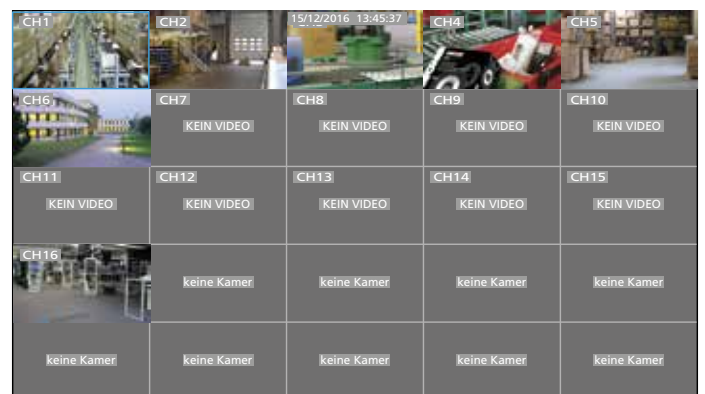 CH1
CH2
15/12/2016 13:45:37
CH4
CH5
CH6
CH7
KEIN VIDEO
CH8
KEIN VIDEO
CH9
KEIN VIDEO
CH10
KEIN VIDEO
CH11
KEIN VIDEO
CH12
KEIN VIDEO
CH13
KEIN VIDEO
CH14
KEIN VIDEO
CH15
KEIN VIDEO
CH16
keine Kamer
keine Kamer
keine Kamer
keine Kamer
keine Kamer
keine Kamer
keine Kamer
keine Kamer
keine Kamer